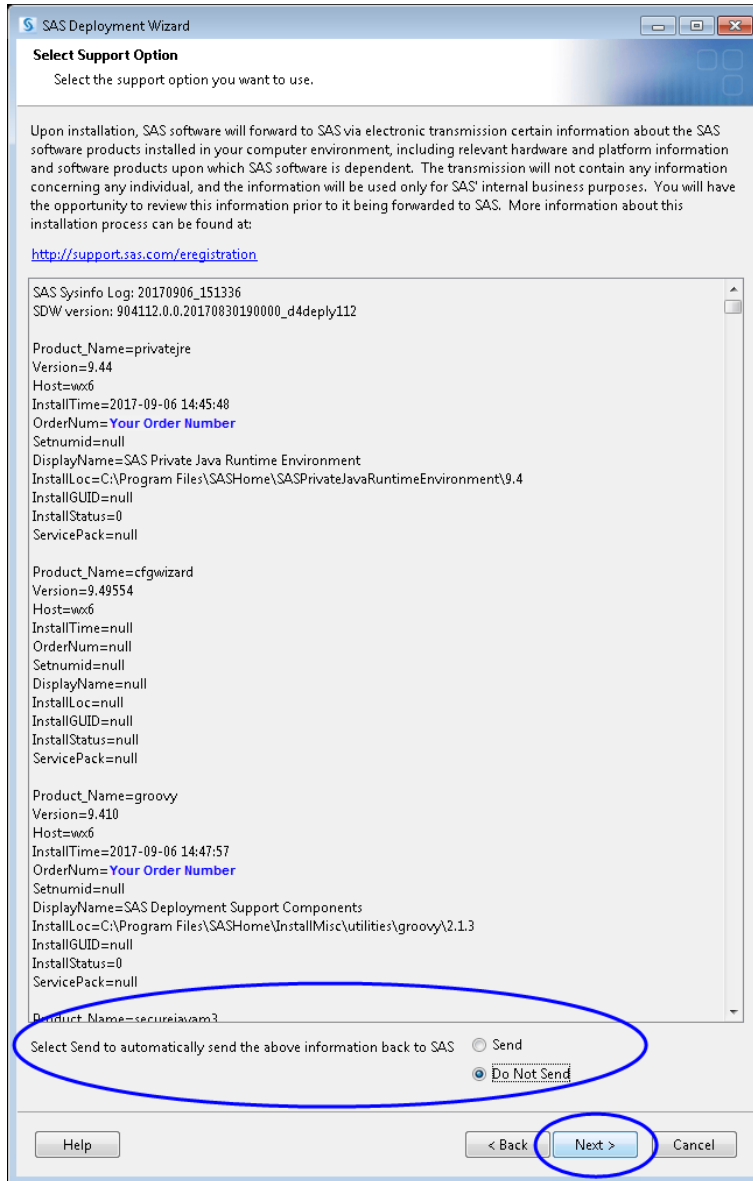 SAS Deployment Wizard
Select Support Option
Select the support option you want to use.
Upon installation, SAS software will forward to SAS via electronic transmission certain information about the SAS
software products installed in your computer environment, including relevant hardware and platform information
and software products upon which SAS software is dependent. The transmission will not contain any information
concerning any individual, and the information will be used only for SAS' internal business purposes. You will have
the opportunity to review this information prior to it being forwarded to SAS. More information about this
installation process can be found at:
http://support.sas.com/eregistration
SAS Sysinfo Log: 20170906_151336
SDW version: 904112.0.0.20170830190000_d4deply112
Product_Name=privatejre
Version=9.44
Host=wx6
InstallTime=2017-09-06 14:45:48
OrderNum=Your Order Number
Setnumid=null
DisplayName=SAS Private Java Runtime Environment
InstallLoc=C:\Program Files\SASHome\SASPrivateJavaRuntimeEnvironment\9.4
InstallGUID=null
InstallStatus=0
ServicePack=null
Product_Name=cfgwizard
Version=9.49554
Host=wx6
InstallTime=null
OrderNum=null
Setnumid=null
DisplayName=null
InstallLoc=null
InstallGUID=null
InstallStatus=null
ServicePack=null
Product_Name=groovy
Version=9.410
Host=wx6
InstallTime=2017-09-06 14:47:57
OrderNum=Your Order Number
Setnumid=null
DisplayName=SAS Deployment Support Components
InstallLoc=C:\Program Files\SASHome\InstallMisc\utilities\groovy\2.1.3
InstallGUID=null
InstallStatus=0
ServicePack=null
Product_Name=securejavam3
Select Send to automatically send the above information back to SAS Send
Do Not Send
Help < Back Next > Cancel